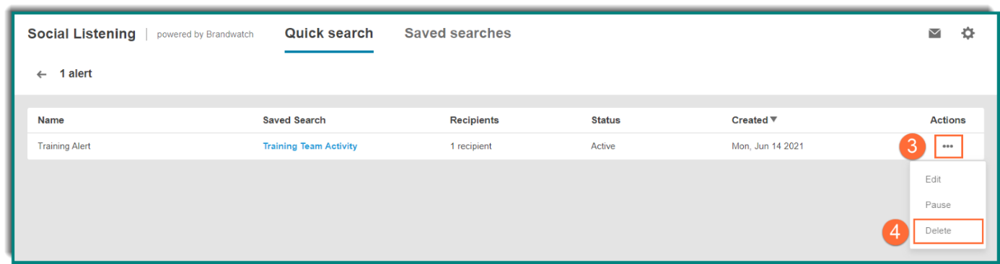 Social Listening | powered by Brandwatch Quick search Saved searches
← 1 alert
Name Saved Search Recipients Status Created ▼ Actions
Training Alert Training Team Activity 1 recipient Active Mon, Jun 14 2021 3 •••
Edit
Pause
4 Delete